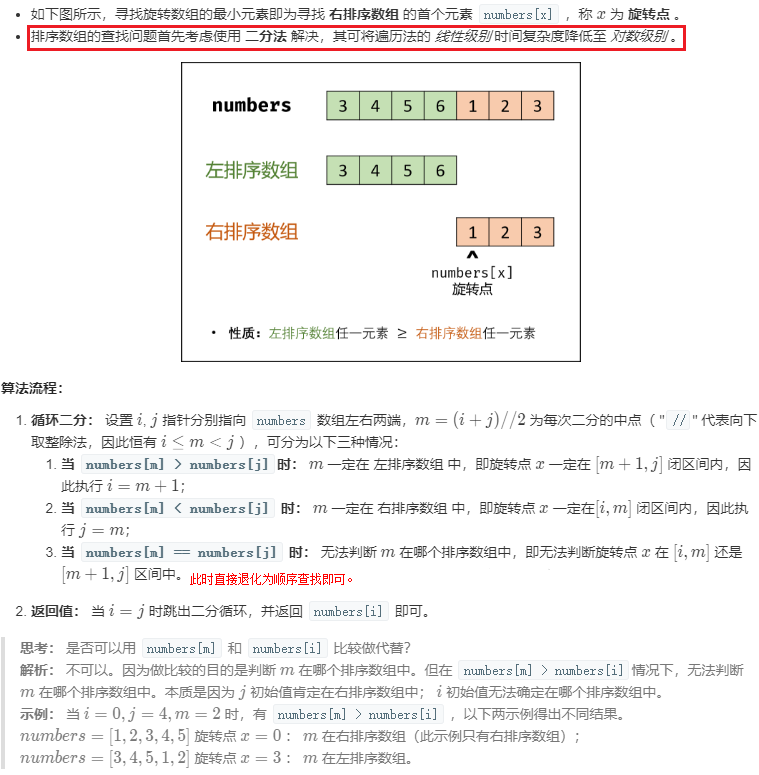 如下图所示，寻找旋转数组的最小元素即为寻找 右排序数组 的首个元素 numbers[x] ，称 x 为 旋转点 。
排序数组的查找问题首先考虑使用 二分法 解决，其可将遍历法的 线性级别 时间复杂度降低至 对数级别 。
numbers 3 4 5 6 1 2 3
左排序数组 3 4 5 6
右排序数组 1 2 3
numbers[x]
旋转点
• 性质：左排序数组任一元素 ≥ 右排序数组任一元素
算法流程：
1. 循环二分： 设置 i, j 指针分别指向 numbers 数组左右两端，m = (i + j)//2 为每次二分的中点（ "//" 代表向下
取整除法，因此恒有 i ≤ m < j ），可分为以下三种情况：
1. 当 numbers[m] > numbers[j] 时： m 一定在 左排序数组 中，即旋转点 x 一定在 [m + 1, j] 闭区间内，因
此执行 i = m + 1；
2. 当 numbers[m] < numbers[j] 时： m 一定在 右排序数组 中，即旋转点 x 一定在[i, m] 闭区间内，因此执
行 j = m；
3. 当 numbers[m] == numbers[j] 时： 无法判断 m 在哪个排序数组中，即无法判断旋转点 x 在 [i, m] 还是
[m + 1, j] 区间中。此时直接退化为顺序查找即可。
2. 返回值： 当 i = j 时跳出二分循环，并返回 numbers[i] 即可。
思考： 是否可以用 numbers[m] 和 numbers[i] 比较做代替？
解析： 不可以。因为做比较的目的是判断 m 在哪个排序数组中。但在 numbers[m] > numbers[i] 情况下，无法判断
m 在哪个排序数组中。本质是因为 j 初始值肯定在右排序数组中； i 初始值无法确定在哪个排序数组中。
示例： 当 i = 0, j = 4, m = 2 时，有 numbers[m] > numbers[i] ，以下两示例得出不同结果。
numbers = [1, 2, 3, 4, 5] 旋转点 x = 0 ： m 在右排序数组（此示例只有右排序数组）；
numbers = [3, 4, 5, 1, 2] 旋转点 x = 3 ： m 在左排序数组。